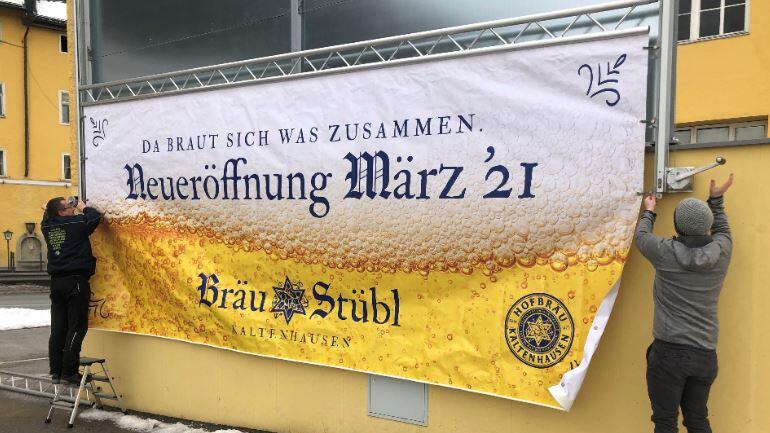 DA BRAUT SICH WAS ZUSAMMEN.
Neueröffnung März '21
Bräu Stübl
KALTENHAUSEN
HOFBRÄU
KALTENHAUSEN